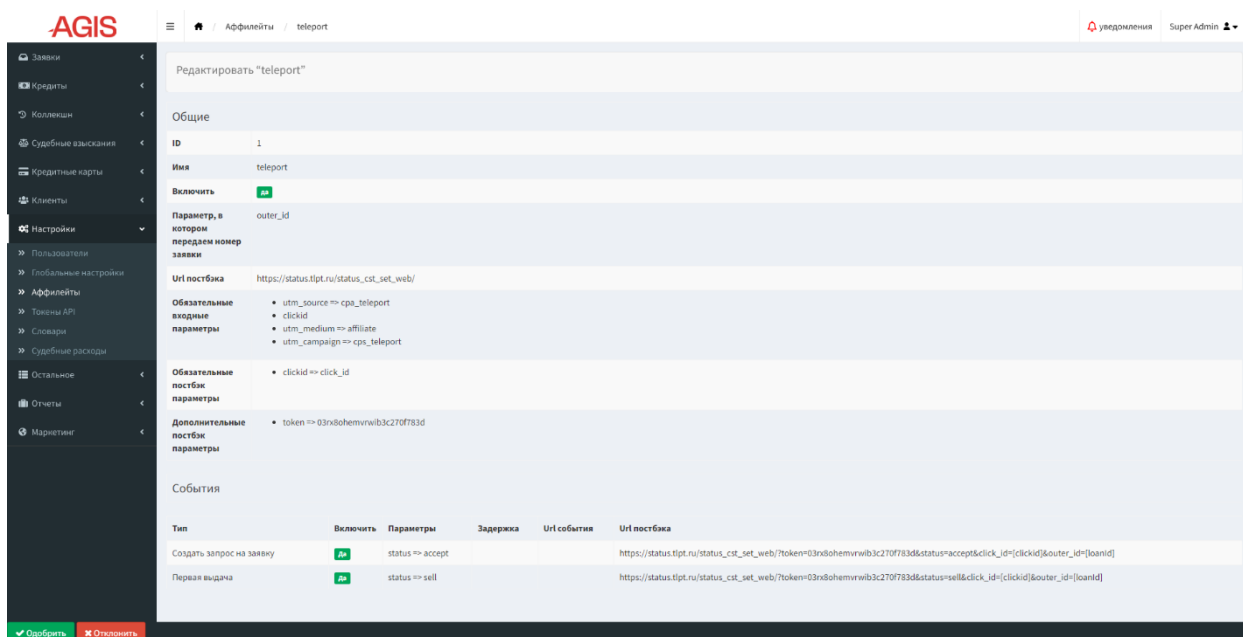 AGIS
Аффилейты / teleport
уведомления
Super Admin
Заявки
Кредиты
Коллекшн
Судебные взыскания
Кредитные карты
Клиенты
Настройки
Пользователи
Глобальные настройки
Аффилейты
Токены API
Словари
Судебные расходы
Остальное
Отчеты
Маркетинг
Одобрить
Отклонить
Редактировать "teleport"
Общие
ID 1
Имя teleport
Включить да
Параметр, в outer_id
котором
передаем номер
заявки
Url постбэка https://status.tlpt.ru/status_cst_set_web/
Обязательные
входные
параметры
utm_source => cpa_teleport
clickid
utm_medium => affiliate
utm_campaign => cps_teleport
Обязательные
постбэк
параметры
clickid => click_id
Дополнительные
постбэк
параметры
token => 03rx8ohemvrwib3c270f783d
События
Тип Включить Параметры Задержка Url события Url постбэка
Создать запрос на заявку Да status => accept https://status.tlpt.ru/status_cst_set_web/?token=03rx8ohemvrwib3c270f783d&status=accept&click_id=[clickid]&outer_id=[loanId]
Первая выдача Да status => sell https://status.tlpt.ru/status_cst_set_web/?token=03rx8ohemvrwib3c270f783d&status=sell&click_id=[clickid]&outer_id=[loanId]